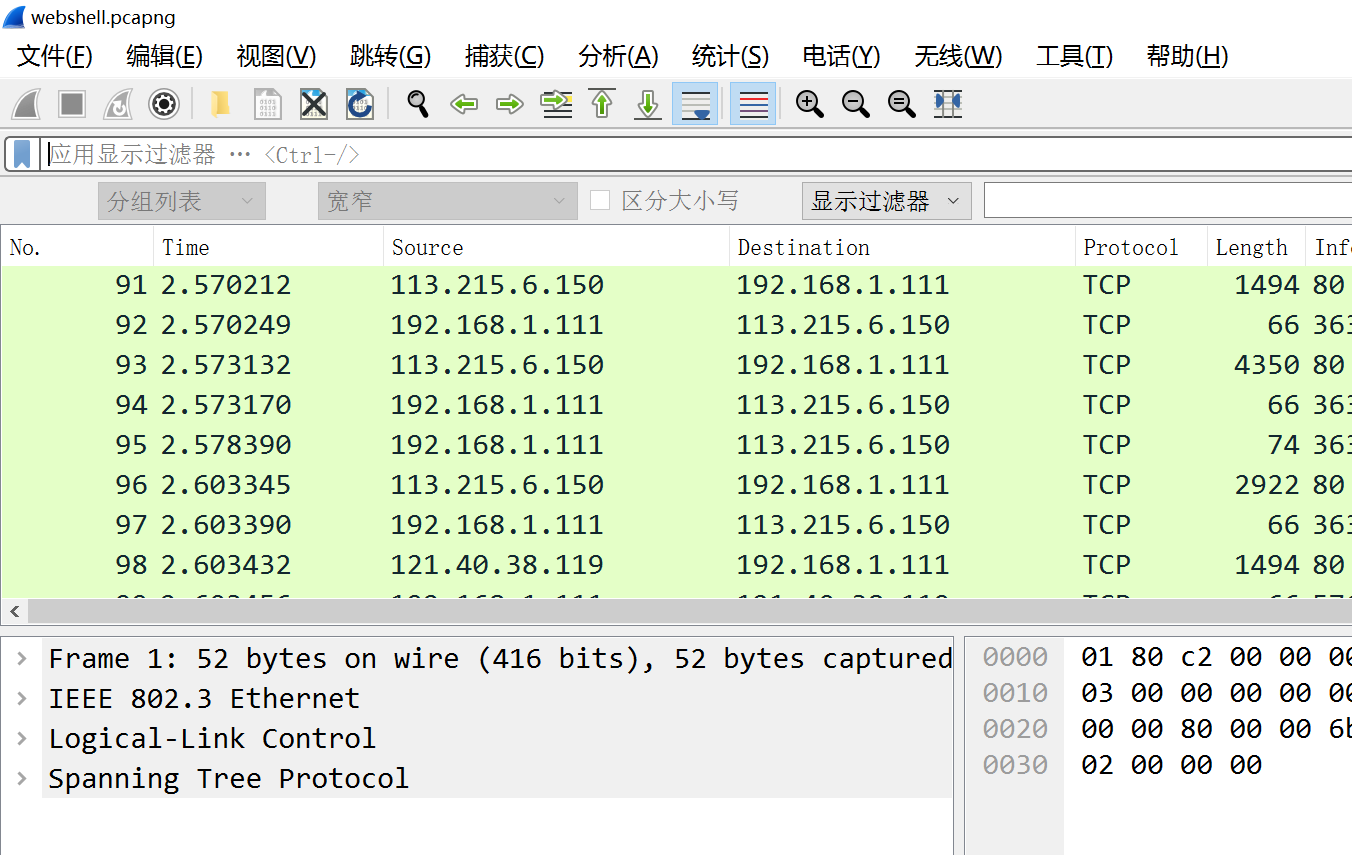 webshell.pcapng
文件(F) 编辑(E) 视图(V) 跳转(G) 捕获(C) 分析(A) 统计(S) 电话(Y) 无线(W) 工具(T) 帮助(H)
应用显示过滤器 … <Ctrl-/>
分组列表 宽窄 区分大小写 显示过滤器
No. Time Source Destination Protocol Length Info
91 2.570212 113.215.6.150 192.168.1.111 TCP 1494 80
92 2.570249 192.168.1.111 113.215.6.150 TCP 66 363
93 2.573132 113.215.6.150 192.168.1.111 TCP 4350 80
94 2.573170 192.168.1.111 113.215.6.150 TCP 66 363
95 2.578390 192.168.1.111 113.215.6.150 TCP 74 363
96 2.603345 113.215.6.150 192.168.1.111 TCP 2922 80
97 2.603390 192.168.1.111 113.215.6.150 TCP 66 363
98 2.603432 121.40.38.119 192.168.1.111 TCP 1494 80
Frame 1: 52 bytes on wire (416 bits), 52 bytes captured
IEEE 802.3 Ethernet
Logical-Link Control
Spanning Tree Protocol
0000 01 80 c2 00 00 00
0010 03 00 00 00 00 00
0020 00 00 80 00 00 6b
0030 02 00 00 00